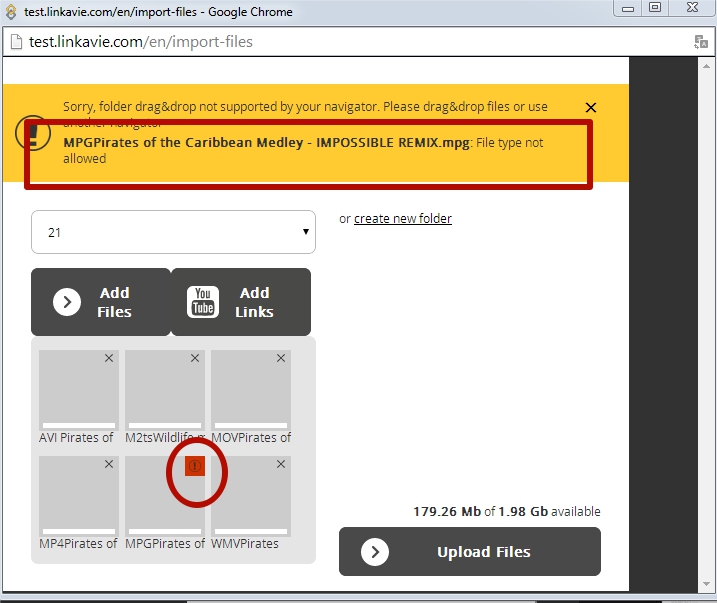 test.linkavie.com/en/import-files - Google Chrome
test.linkavie.com/en/import-files
Sorry, folder drag&drop not supported by your navigator. Please drag&drop files or use
another navigator
MPGPirates of the Caribbean Medley - IMPOSSIBLE REMIX.mpg: File type not
allowed
21
or create new folder
Add
Files
You
Tube
Add
Links
AVI Pirates of
M2tsWildlife.m
MOVPirates of
MP4Pirates of
MPGPirates of
WMVPirates
179.26 Mb of 1.98 Gb available
Upload Files